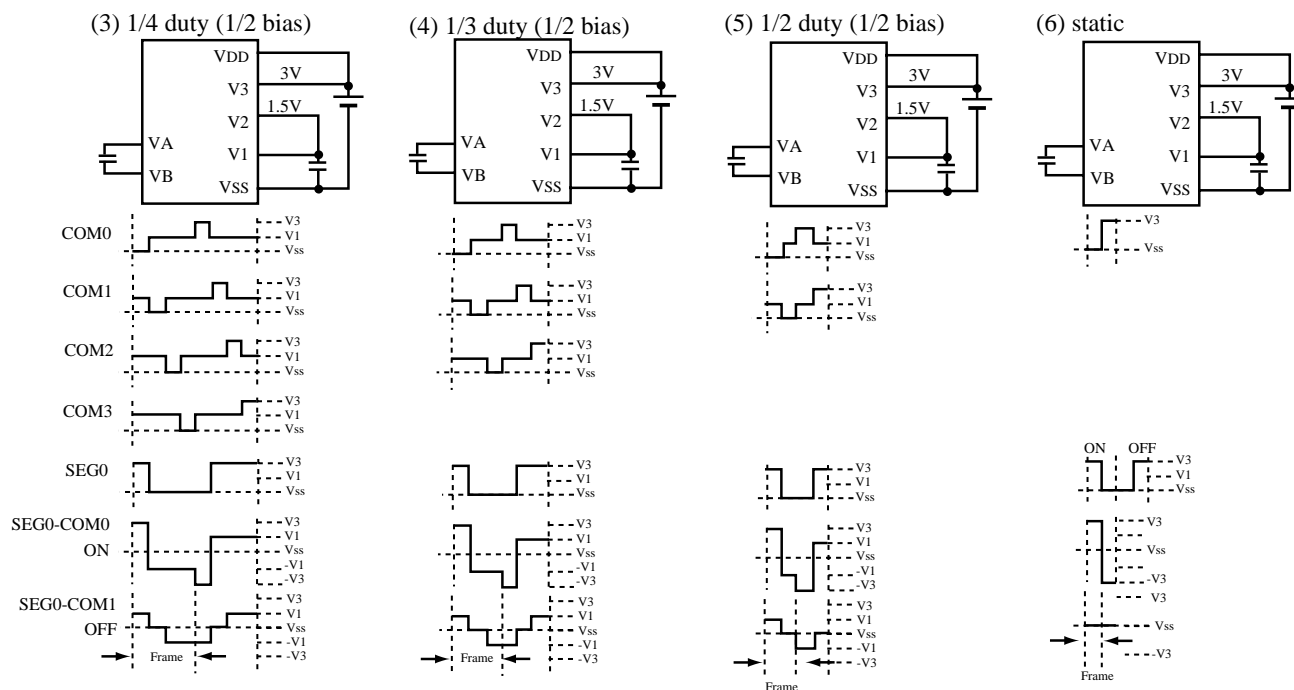 (3) 1/4 duty (1/2 bias)
VDD
3V
V3
1.5V
V2
VA
V1
VB
VSS
(4) 1/3 duty (1/2 bias)
VDD
3V
V3
1.5V
V2
VA
V1
VB
VSS
(5) 1/2 duty (1/2 bias)
VDD
3V
V3
1.5V
V2
VA
V1
VB
VSS
(6) static
VDD
3V
V3
1.5V
V2
VA
V1
VB
VSS
COM0
V3
V1
VSS
V3
V1
VSS
V3
V1
VSS
V3
VSS
COM1
V3
V1
VSS
V3
V1
VSS
V3
V1
VSS
COM2
V3
V1
VSS
V3
V1
VSS
COM3
V3
V1
VSS
SEG0
V3
V1
VSS
V3
V1
VSS
V3
V1
VSS
ON OFF
V3
V1
VSS
SEG0-COM0
ON
V3
V1
VSS
-V1
-V3
V3
V1
VSS
-V1
-V3
V3
V1
VSS
-V1
-V3
V3
VSS
-V3
SEG0-COM1
OFF
V3
V1
VSS
-V1
-V3
Frame
V3
V1
VSS
-V1
-V3
Frame
V3
V1
VSS
-V1
-V3
Frame
V3
VSS
-V3
Frame